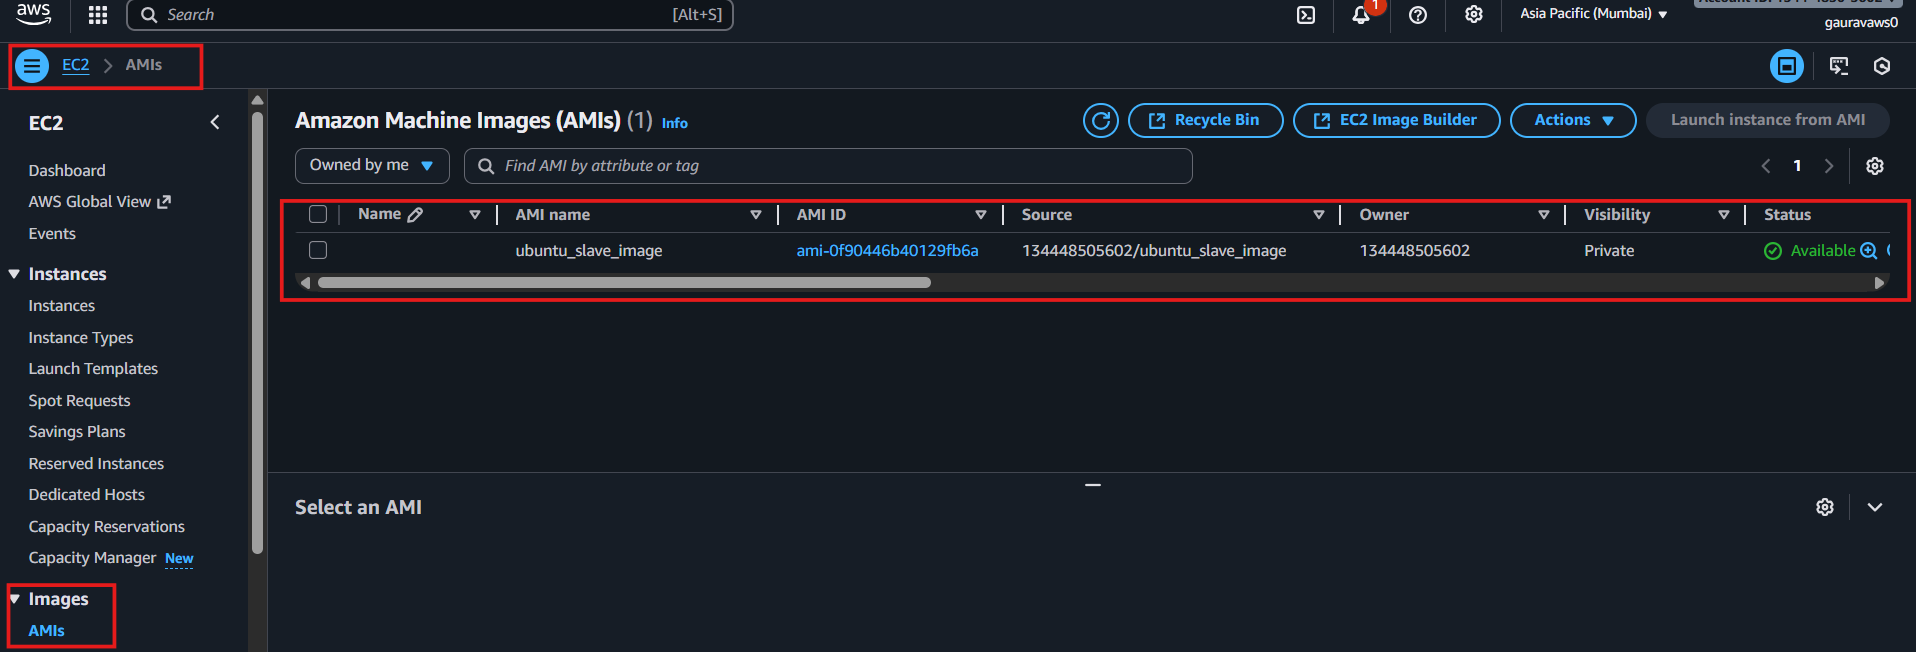 aws
Search [Alt+S]
1
Asia Pacific (Mumbai)
gauravaws0
EC2 > AMIs
EC2
Dashboard
AWS Global View
Events
Instances
Instances
Instance Types
Launch Templates
Spot Requests
Savings Plans
Reserved Instances
Dedicated Hosts
Capacity Reservations
Capacity Manager New
Images
AMIs
Amazon Machine Images (AMIs) (1) Info
Recycle Bin
EC2 Image Builder
Actions
Launch instance from AMI
Owned by me
Find AMI by attribute or tag
1
Name AMI name AMI ID Source Owner Visibility Status
ubuntu_slave_image ami-0f90446b40129fb6a 134448505602/ubuntu_slave_image 134448505602 Private Available
Select an AMI